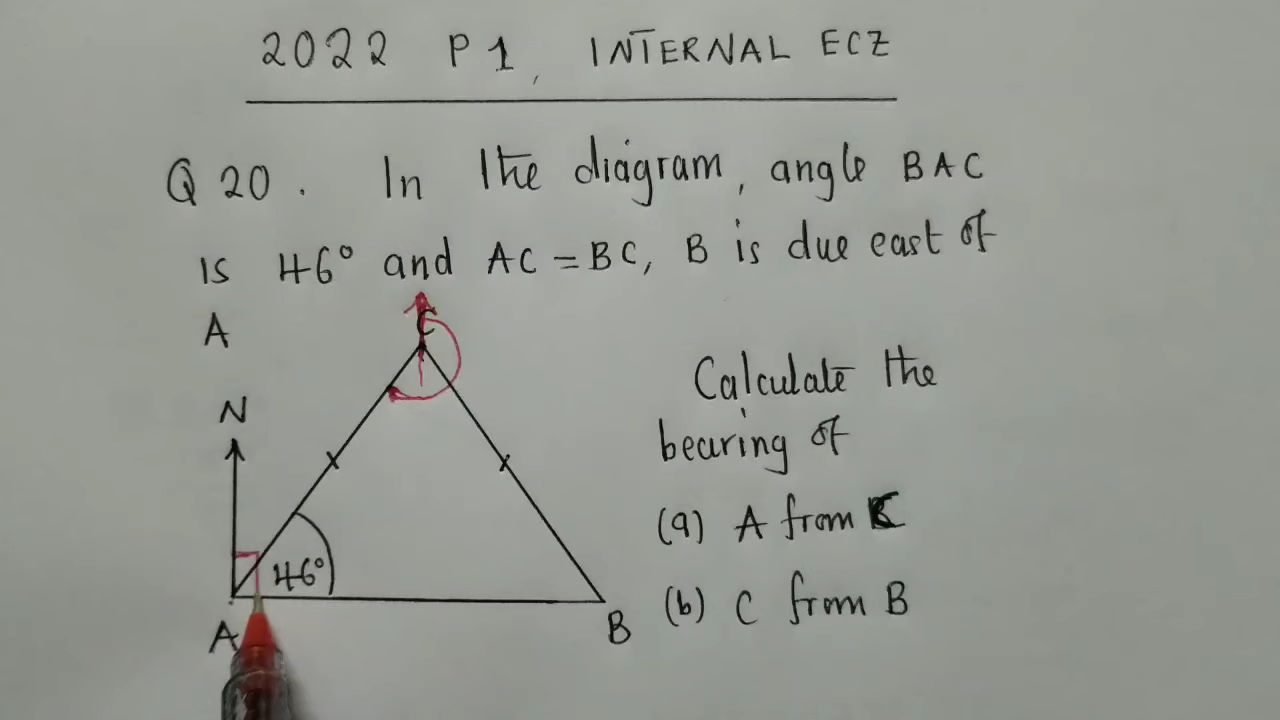 2022 P1, INTERNAL ECZ
Q20. In the diagram, angle BAC
is 46° and AC = BC, B is due east of
A
C
N
46°
A
B
Calculate the
bearing of
(a) A from C
(b) C from B